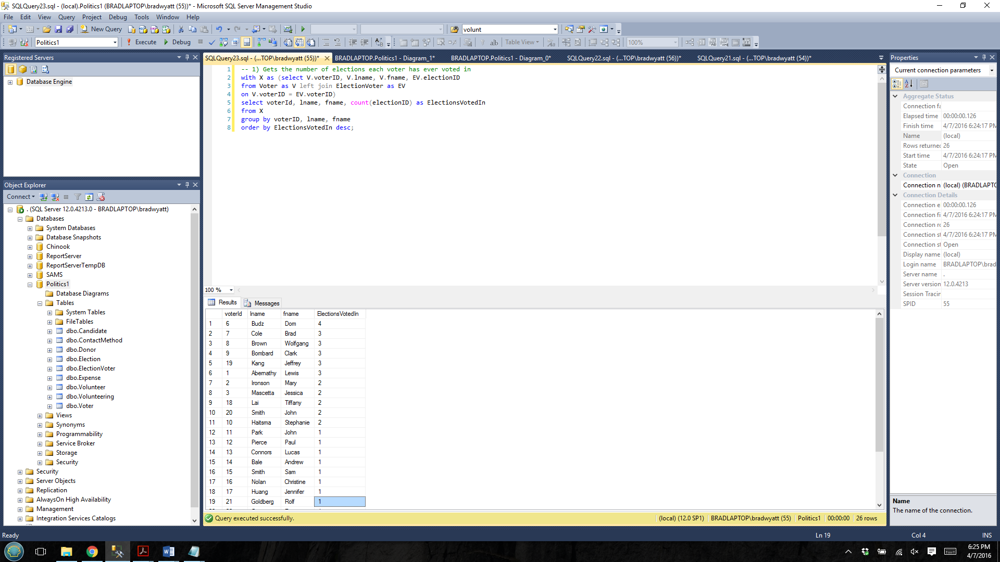 SQLQuery23.sql - (local).Politics1 (BRADLAPTOP\bradwyatt (55))* - Microsoft SQL Server Management Studio
File Edit View Query Project Debug Tools Window Help
New Query volunt
Politics1 Execute Debug Table View 100%
Registered Servers
Database Engine
Object Explorer
Connect
. (SQL Server 12.0.4213.0 - BRADLAPTOP\bradwyatt)
Databases
System Databases
Database Snapshots
Chinook
ReportServer
ReportServerTempDB
SAMS
Politics1
Database Diagrams
Tables
System Tables
FileTables
dbo.Candidate
dbo.ContactMethod
dbo.Donor
dbo.Election
dbo.ElectionVoter
dbo.Expense
dbo.Volunteer
dbo.Volunteering
dbo.Voter
Views
Synonyms
Programmability
Service Broker
Storage
Security
Security
Server Objects
Replication
AlwaysOn High Availability
Management
Integration Services Catalogs
SQLQuery23.sql - (...TOP\bradwyatt (55))* BRADLAPTOP.Politics1 - Diagram_1* BRADLAPTOP.Politics1 - Diagram_0* SQLQuery22.sql - (...TOP\bradwyatt (56))* SQLQuery21.sql - (...TOP\bradwyatt (54))*
1 -- 1) Gets the number of elections each voter has ever voted in
2 with X as (select V.voterID, V.lname, V.fname, EV.electionID
3 from Voter as V left join ElectionVoter as EV
4 on V.voterID = EV.voterID)
5 select voterId, lname, fname, count(electionID) as ElectionsVotedIn
6 from X
7 group by voterID, lname, fname
8 order by ElectionsVotedIn desc;
100 %
Results Messages
voterId lname fname ElectionsVotedIn
1 6 Budz Dom 4
2 7 Cole Brad 3
3 8 Brown Wolfgang 3
4 9 Bombard Clark 3
5 19 Kang Jeffrey 3
6 1 Abernathy Lewis 3
7 2 Ironson Mary 2
8 3 Mascetta Jessica 2
9 18 Lai Tiffany 2
10 20 Smith John 2
11 10 Haitsma Stephanie 2
12 11 Park John 1
13 12 Pierce Paul 1
14 13 Connors Lucas 1
15 14 Bale Andrew 1
16 15 Smith Sam 1
17 16 Nolan Christine 1
18 17 Huang Jennifer 1
19 21 Goldberg Rolf 1
Query executed successfully. (local) (12.0 SP1) BRADLAPTOP\bradwyatt (55) Politics1 00:00:00 26 rows
Properties
Current connection parameters
Aggregate Status
Connection fa
Elapsed time 00:00:00.126
Finish time 4/7/2016 6:24:17 PM
Name (local)
Rows returned 26
Start time 4/7/2016 6:24:17 PM
State Open
Connection
Connection n (local) (BRADLAPTO
Connection Details
Connection e 00:00:00.126
Connection fi 4/7/2016 6:24:17 PM
Connection ro 26
Connection st 4/7/2016 6:24:17 PM
Connection st Open
Display name (local)
Login name BRADLAPTOP\brad
Server name .
Server version 12.0.4213
Session Tracin
SPID 55
Name
The name of the connection.
Ready Ln 19 Col 4 INS
6:25 PM
4/7/2016